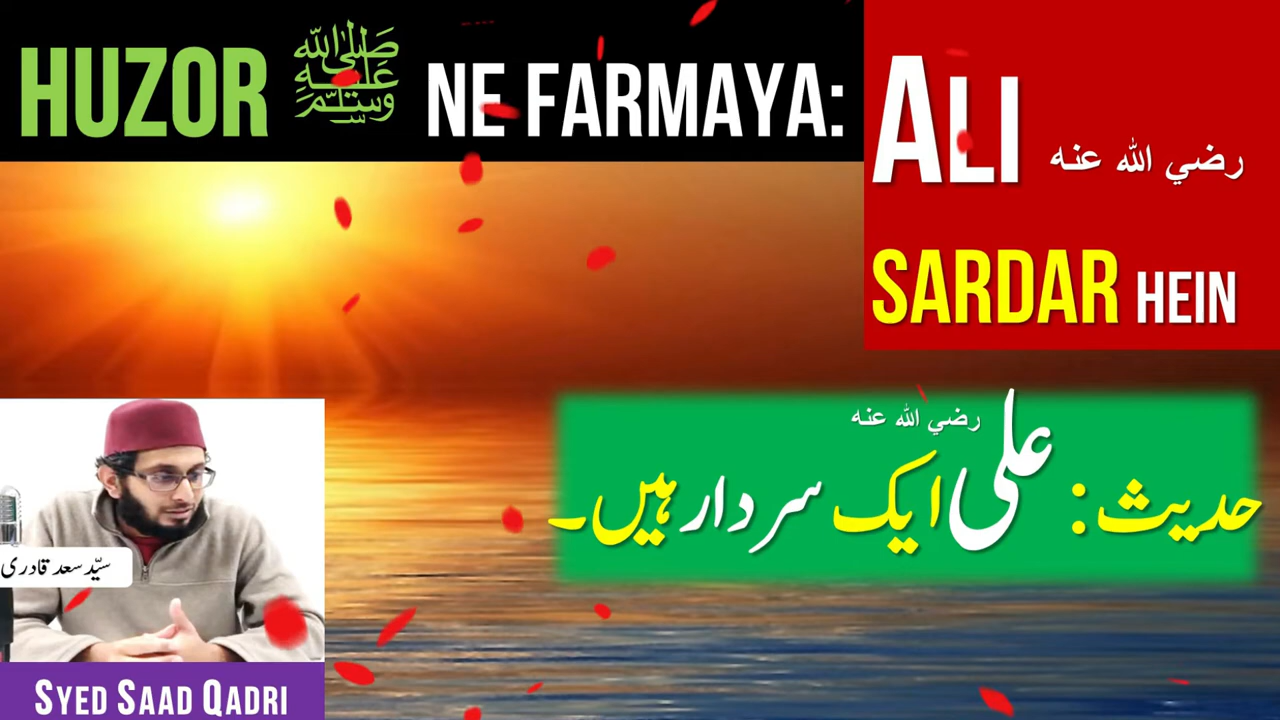 HUZOR ﷺ NE FARMAYA:
ALI رضي الله عنه
SARDAR HEIN
رضي الله عنه
حدیث: علی ایک سردار ہیں۔
سیّد سعد قادری
SYED SAAD QADRI